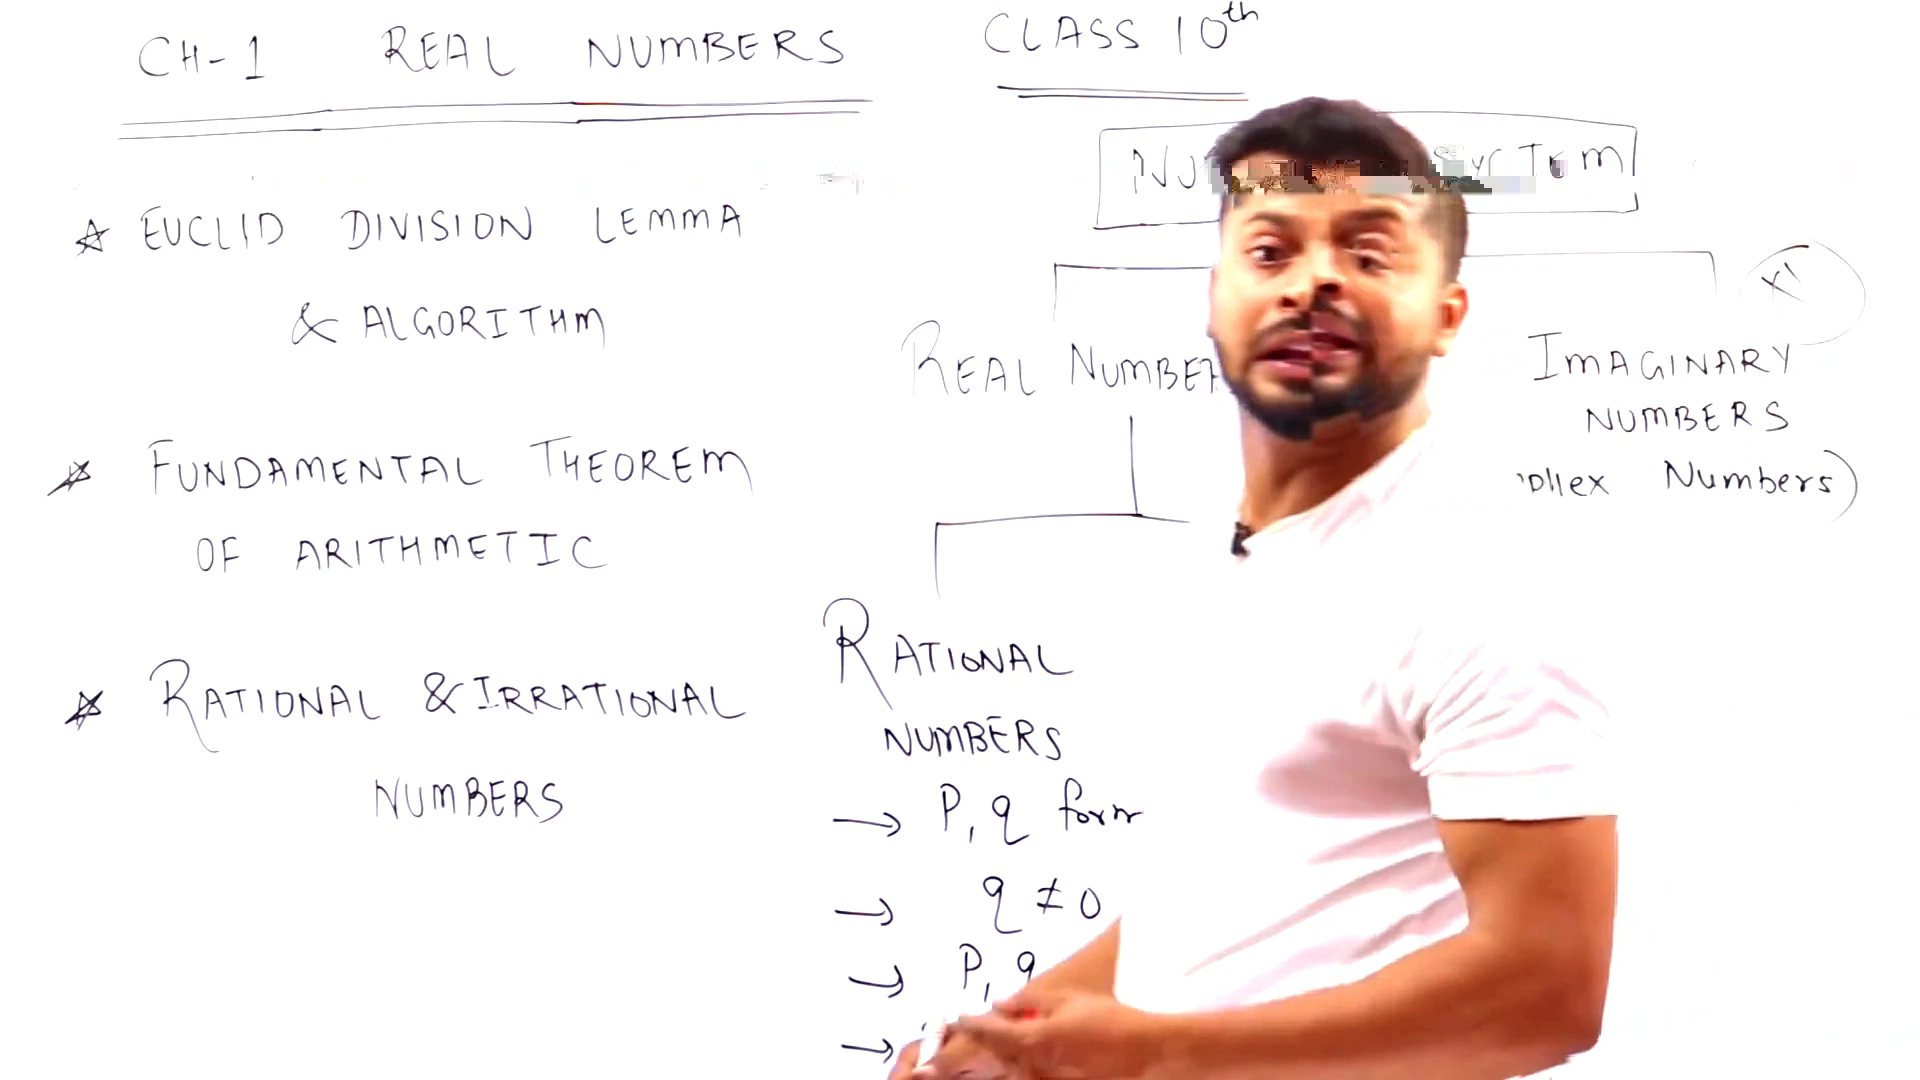 CH-1 REAL NUMBERS
CLASS 10th
☆ EUCLID DIVISION LEMMA
& ALGORITHM
☆ FUNDAMENTAL THEOREM
OF ARITHMETIC
☆ RATIONAL & IRRATIONAL
NUMBERS
REAL
IMAGINARY
NUMBERS
Numbers)
XI
RATIONAL
NUMBERS
→ P, q form
→ q ≠ 0
→ P, q
→